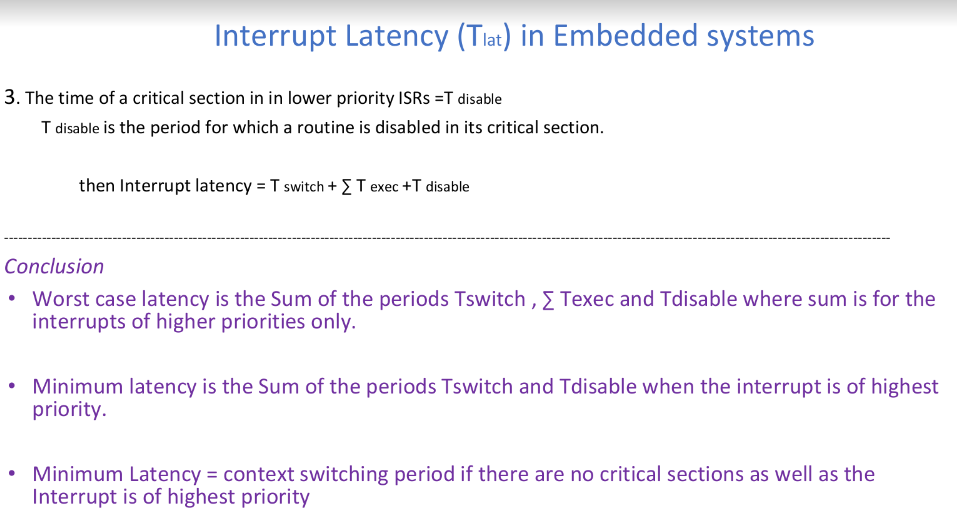 Interrupt Latency (Tlat) in Embedded systems
3. The time of a critical section in in lower priority ISRs =T disable
T disable is the period for which a routine is disabled in its critical section.
then Interrupt latency = T switch + ∑ T exec +T disable
--------------------------------------------------------------------------------
Conclusion
• Worst case latency is the Sum of the periods Tswitch , ∑ Texec and Tdisable where sum is for the
interrupts of higher priorities only.
• Minimum latency is the Sum of the periods Tswitch and Tdisable when the interrupt is of highest
priority.
• Minimum Latency = context switching period if there are no critical sections as well as the
Interrupt is of highest priority